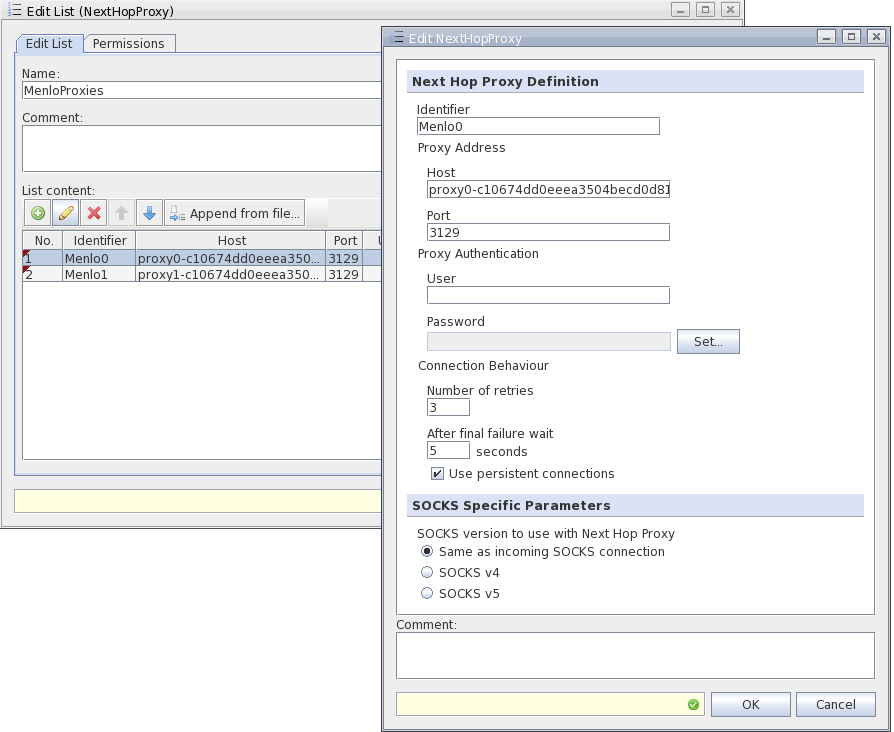 Edit List (NextHopProxy)
Edit List
Permissions
Name:
MenloProxies
Comment:
List content:
Append from file...
No. Identifier Host Port
1 Menlo0 proxy0-c10674dd0eeea350... 3129
2 Menlo1 proxy1-c10674dd0eeea350... 3129
Edit NextHopProxy
Next Hop Proxy Definition
Identifier
Menlo0
Proxy Address
Host
proxy0-c10674dd0eeea3504becd0d81
Port
3129
Proxy Authentication
User
Password
Set...
Connection Behaviour
Number of retries
3
After final failure wait
5 seconds
Use persistent connections
SOCKS Specific Parameters
SOCKS version to use with Next Hop Proxy
Same as incoming SOCKS connection
SOCKS v4
SOCKS v5
Comment:
OK
Cancel